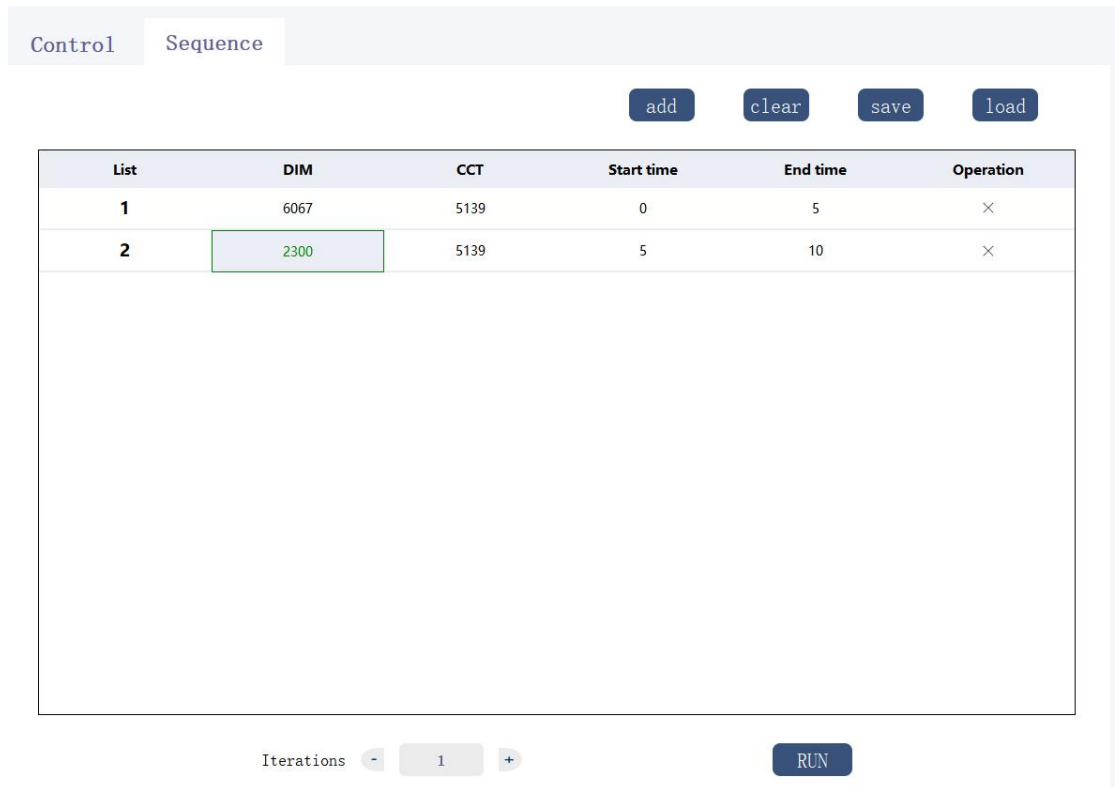 Control Sequence
add clear save load
List DIM CCT Start time End time Operation
1 6067 5139 0 5 ×
2 2300 5139 5 10 ×
Iterations - 1 + RUN